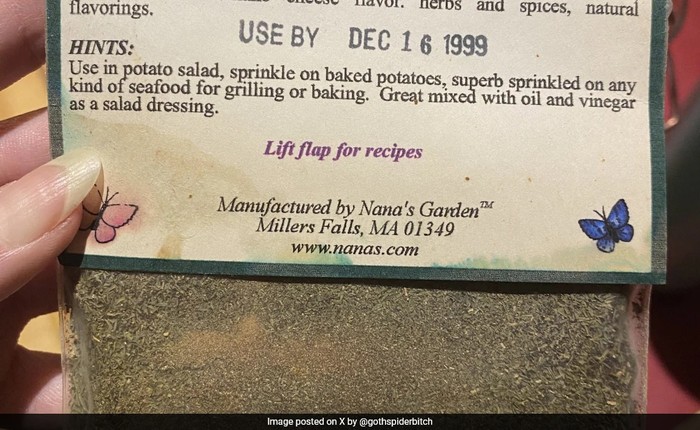 cheese flavor. herbs and spices, natural
flavorings.
USE BY DEC 16 1999
HINTS:
Use in potato salad, sprinkle on baked potatoes, superb sprinkled on any
kind of seafood for grilling or baking. Great mixed with oil and vinegar
as a salad dressing.
Lift flap for recipes
Manufactured by Nana's Garden™
Millers Falls, MA 01349
www.nanas.com
Image posted on X by @gothspiderbitch